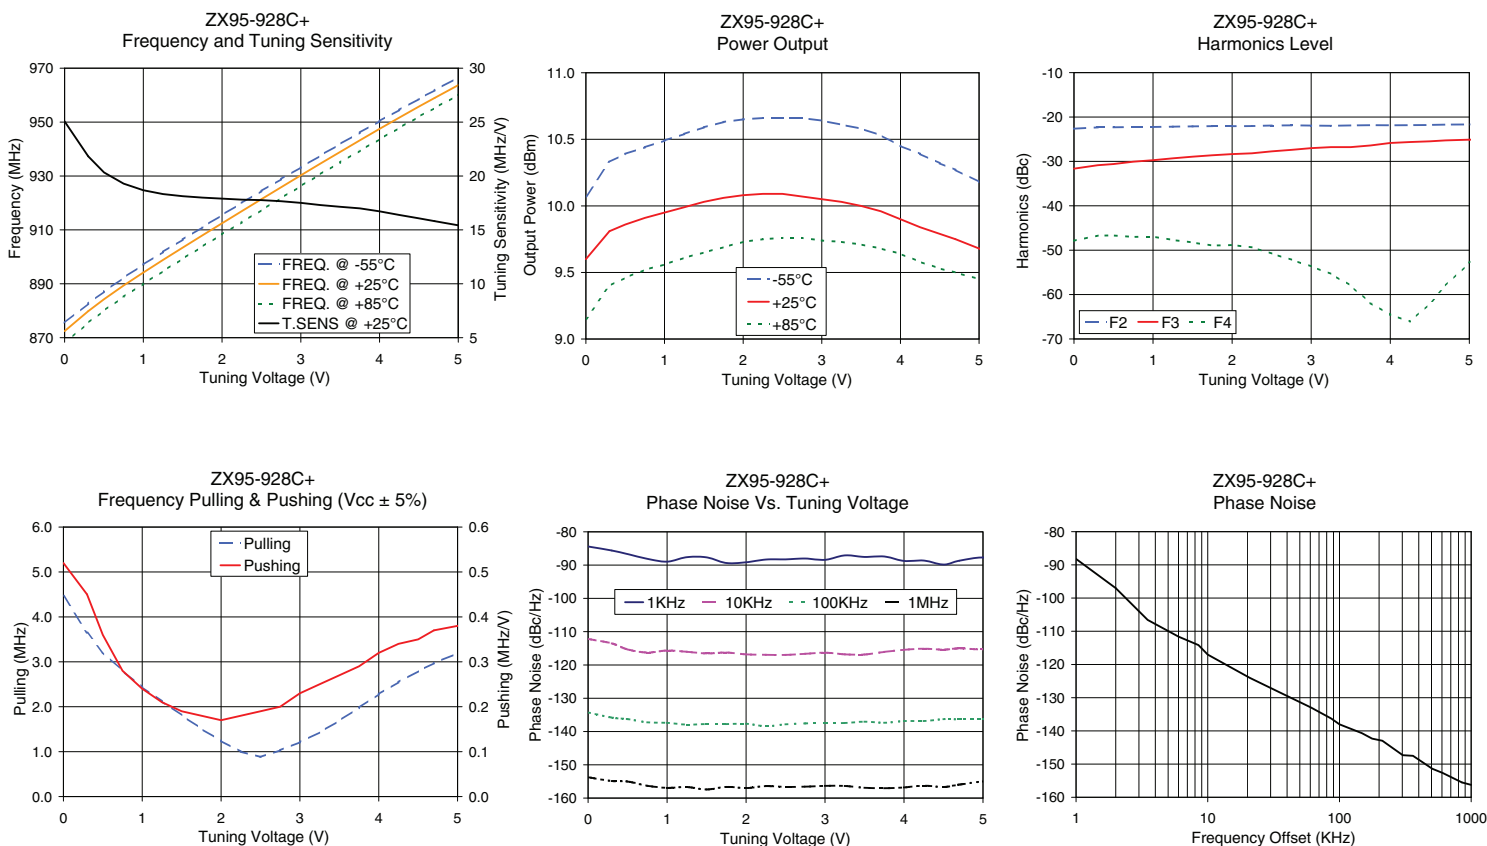 ZX95-928C+
Frequency and Tuning Sensitivity
970
950
930
910
890
870
30
25
20
15
10
5
Frequency (MHz)
Tuning Sensitivity (MHz/V)
FREQ. @ -55°C
FREQ. @ +25°C
FREQ. @ +85°C
T.SENS @ +25°C
0 1 2 3 4 5
Tuning Voltage (V)
ZX95-928C+
Power Output
11.0
10.5
10.0
9.5
9.0
Output Power (dBm)
-55°C
+25°C
+85°C
0 1 2 3 4 5
Tuning Voltage (V)
ZX95-928C+
Harmonics Level
-10
-20
-30
-40
-50
-60
-70
Harmonics (dBc)
F2 F3 F4
0 1 2 3 4 5
Tuning Voltage (V)
ZX95-928C+
Frequency Pulling & Pushing (Vcc ± 5%)
6.0
5.0
4.0
3.0
2.0
1.0
0.0
0.6
0.5
0.4
0.3
0.2
0.1
0.0
Pulling (MHz)
Pushing (MHz/V)
Pulling
Pushing
0 1 2 3 4 5
Tuning Voltage (V)
ZX95-928C+
Phase Noise Vs. Tuning Voltage
-80
-90
-100
-110
-120
-130
-140
-150
-160
Phase Noise (dBc/Hz)
1KHz 10KHz 100KHz 1MHz
0 1 2 3 4 5
Tuning Voltage (V)
ZX95-928C+
Phase Noise
-80
-90
-100
-110
-120
-130
-140
-150
-160
Phase Noise (dBc/Hz)
1 10 100 1000
Frequency Offset (KHz)